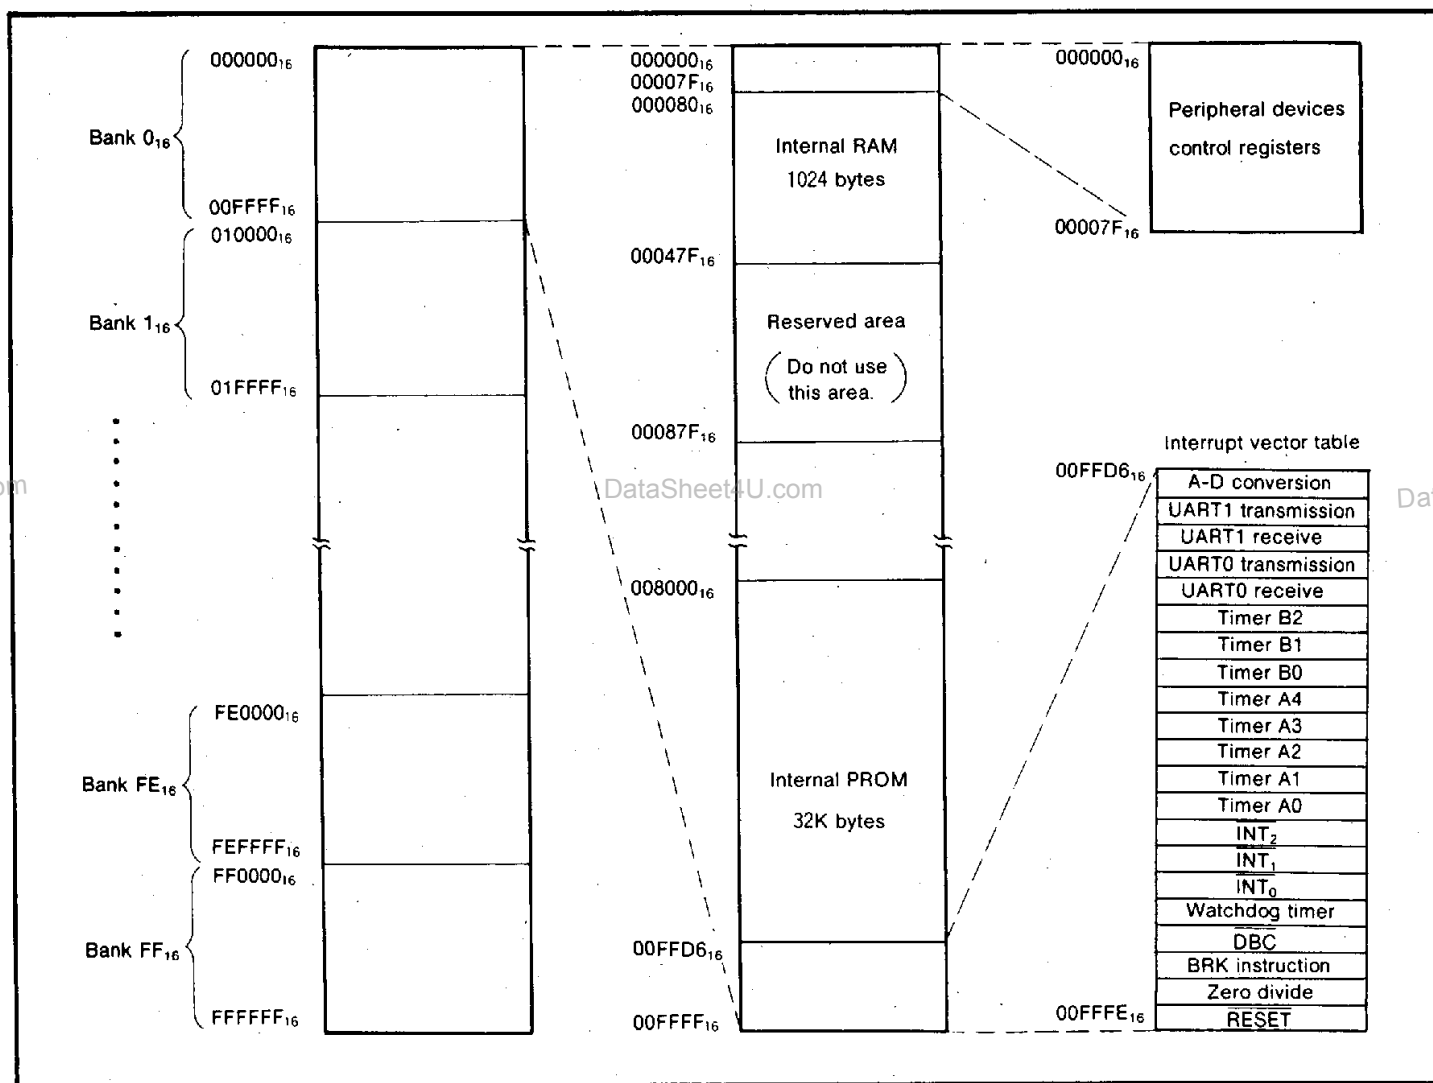 000000₁₆
Bank 0₁₆
00FFFF₁₆
010000₁₆
Bank 1₁₆
01FFFF₁₆
FE0000₁₆
Bank FE₁₆
FEFFFF₁₆
FF0000₁₆
Bank FF₁₆
FFFFFF₁₆
000000₁₆
00007F₁₆
000080₁₆
Internal RAM
1024 bytes
00047F₁₆
Reserved area
(Do not use
this area.)
00087F₁₆
DataSheet4U.com
008000₁₆
Internal PROM
32K bytes
00FFD6₁₆
00FFFF₁₆
000000₁₆
Peripheral devices
control registers
00007F₁₆
Interrupt vector table
00FFD6₁₆
A-D conversion
UART1 transmission
UART1 receive
UART0 transmission
UART0 receive
Timer B2
Timer B1
Timer B0
Timer A4
Timer A3
Timer A2
Timer A1
Timer A0
INT₂
INT₁
INT₀
Watchdog timer
DBC
BRK instruction
Zero divide
00FFFE₁₆
RESET